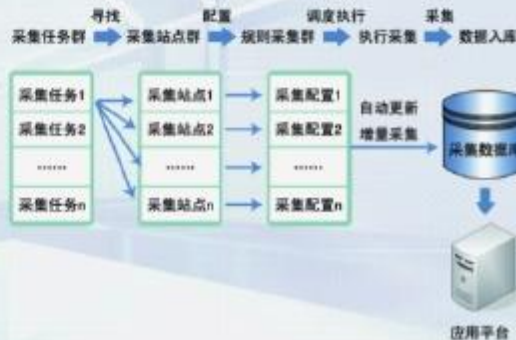 寻找 配置 调度执行 采集
采集任务群 采集站点群 规则采集群 执行采集 数据入库
采集任务1 采集站点1 采集配置1
自动更新
采集任务2 采集站点2 采集配置2
增量采集
采集数据库
...... ...... ......
采集任务n 采集站点n 采集配置n
应用平台